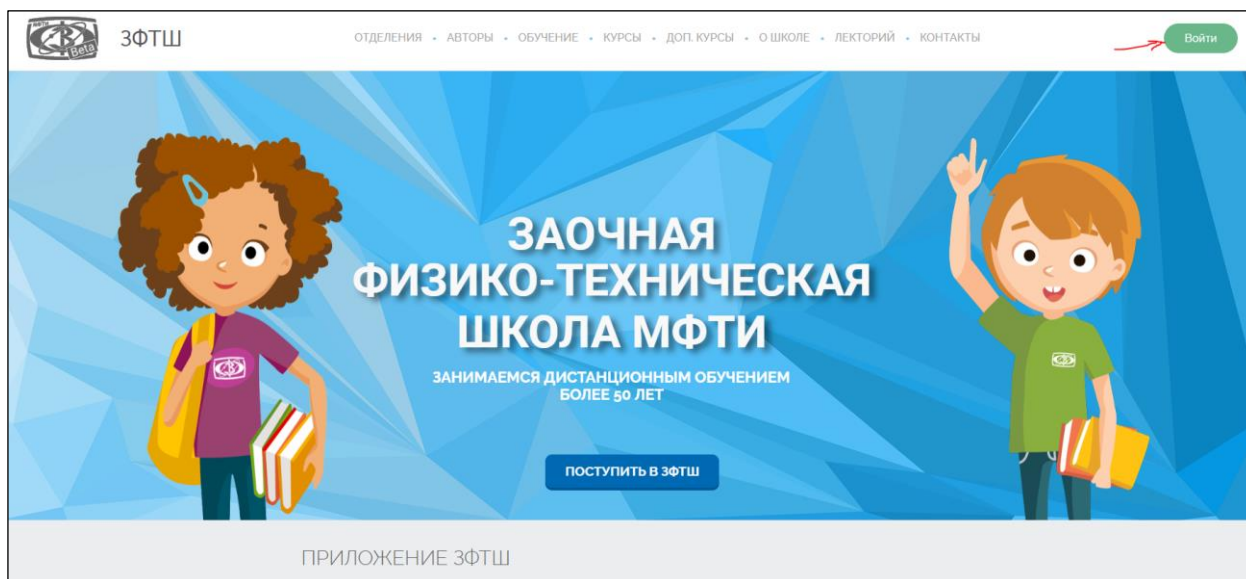 Beta
ЗФТШ
ОТДЕЛЕНИЯ • АВТОРЫ • ОБУЧЕНИЕ • КУРСЫ • ДОП. КУРСЫ • О ШКОЛЕ • ЛЕКТОРИЙ • КОНТАКТЫ
Войти
ЗАОЧНАЯ
ФИЗИКО-ТЕХНИЧЕСКАЯ
ШКОЛА МФТИ
ЗАНИМАЕМСЯ ДИСТАНЦИОННЫМ ОБУЧЕНИЕМ
БОЛЕЕ 50 ЛЕТ
ПОСТУПИТЬ В ЗФТШ
ПРИЛОЖЕНИЕ ЗФТШ